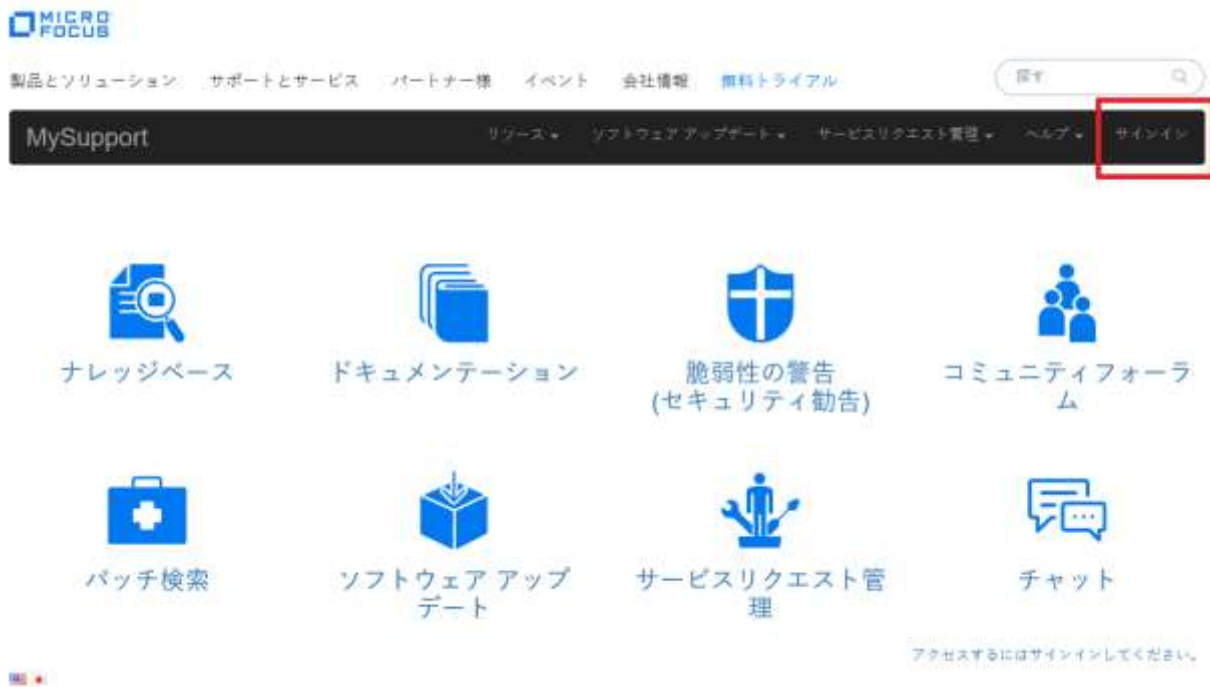 MICRO
FOCUS
製品とソリューション サポートとサービス パートナー様 イベント 会社情報 無料トライアル 探す
MySupport リソース ソフトウェア アップデート サービスリクエスト管理 ヘルプ サインイン
ナレッジベース ドキュメンテーション 脆弱性の警告 コミュニティフォーラ
(セキュリティ勧告) ム
パッチ検索 ソフトウェア アップ サービスリクエスト管 チャット
デート 理
アクセスするにはサインインしてください。